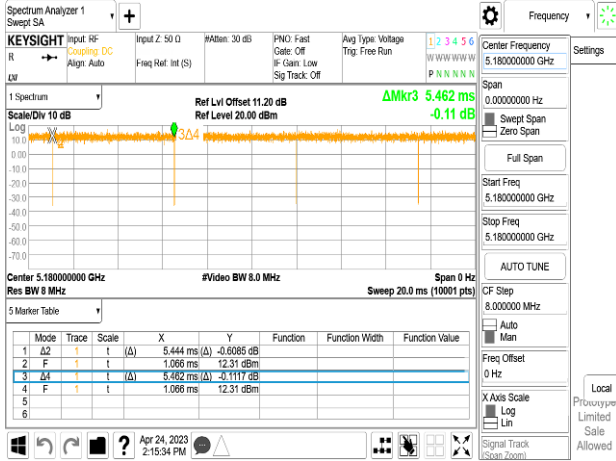 Spectrum Analyzer 1
Swept SA
Frequency
KEYSIGHT
R
Input: RF
Coupling: DC
Align: Auto
Input Z: 50 Ω
Freq Ref: Int (S)
#Atten: 30 dB
PNO: Fast
Gate: Off
IF Gain: Low
Sig Track: Off
Avg Type: Voltage
Trig: Free Run
1 2 3 4 5 6
W W W W W W
P N N N N N
1 Spectrum
Scale/Div 10 dB
Ref Lvl Offset 11.20 dB
Ref Level 20.00 dBm
ΔMkr3 5.462 ms
-0.11 dB
Log
10.0
0.00
-10.0
-20.0
-30.0
-40.0
-50.0
-60.0
-70.0
3Δ4
Center 5.180000000 GHz
Res BW 8 MHz
#Video BW 8.0 MHz
Span 0 Hz
Sweep 20.0 ms (10001 pts)
5 Marker Table
Mode Trace Scale X Y Function Function Width Function Value
1 Δ2 1 t (Δ) 5.444 ms (Δ) -0.6085 dB
2 F 1 t 1.066 ms 12.31 dBm
3 Δ4 1 t (Δ) 5.462 ms (Δ) -0.1117 dB
4 F 1 t 1.066 ms 12.31 dBm
5
6
Apr 24, 2023
2:15:34 PM
Center Frequency
5.180000000 GHz
Span
0.00000000 Hz
Swept Span
Zero Span
Full Span
Start Freq
5.180000000 GHz
Stop Freq
5.180000000 GHz
AUTO TUNE
CF Step
8.000000 MHz
Auto
Man
Freq Offset
0 Hz
X Axis Scale
Log
Lin
Signal Track
(Span Zoom)
Settings
Local
Prototype
Limited
Sale
Allowed